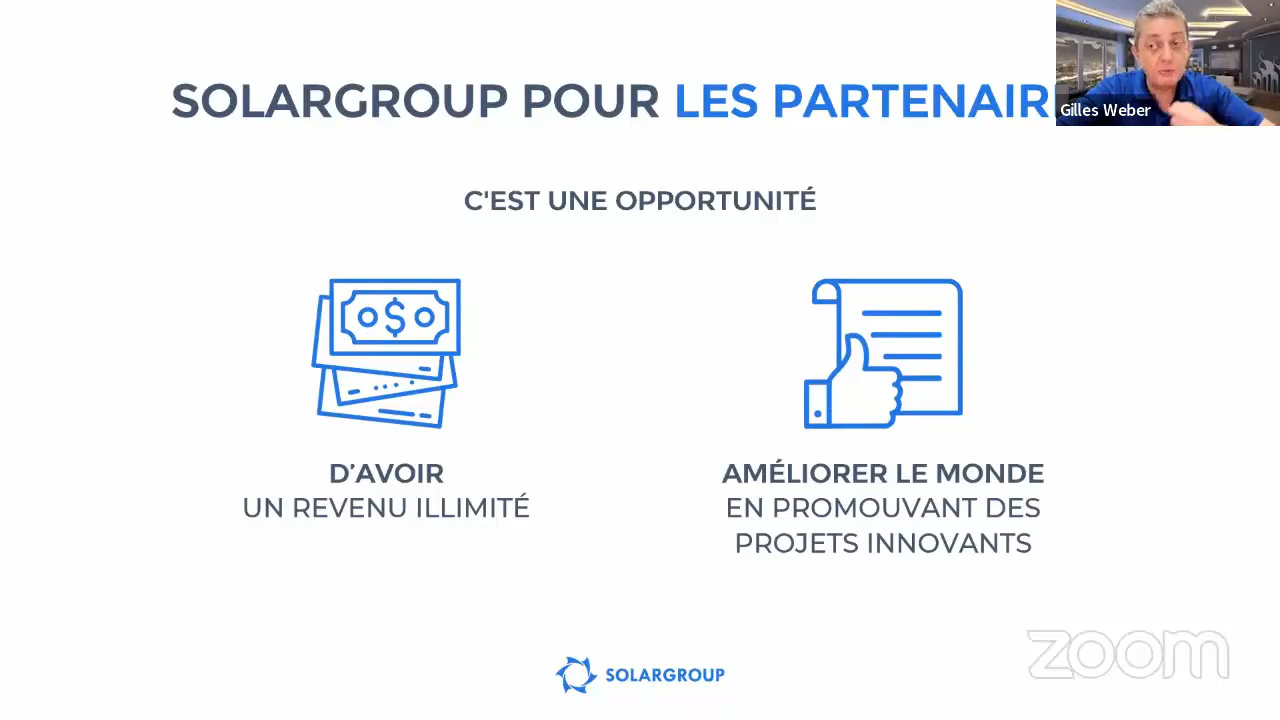 SOLARGROUP POUR LES PARTENAIR
Gilles Weber
C'EST UNE OPPORTUNITÉ
$
D’AVOIR
UN REVENU ILLIMITÉ
AMÉLIORER LE MONDE
EN PROMOUVANT DES
PROJETS INNOVANTS
SOLARGROUP
zoom